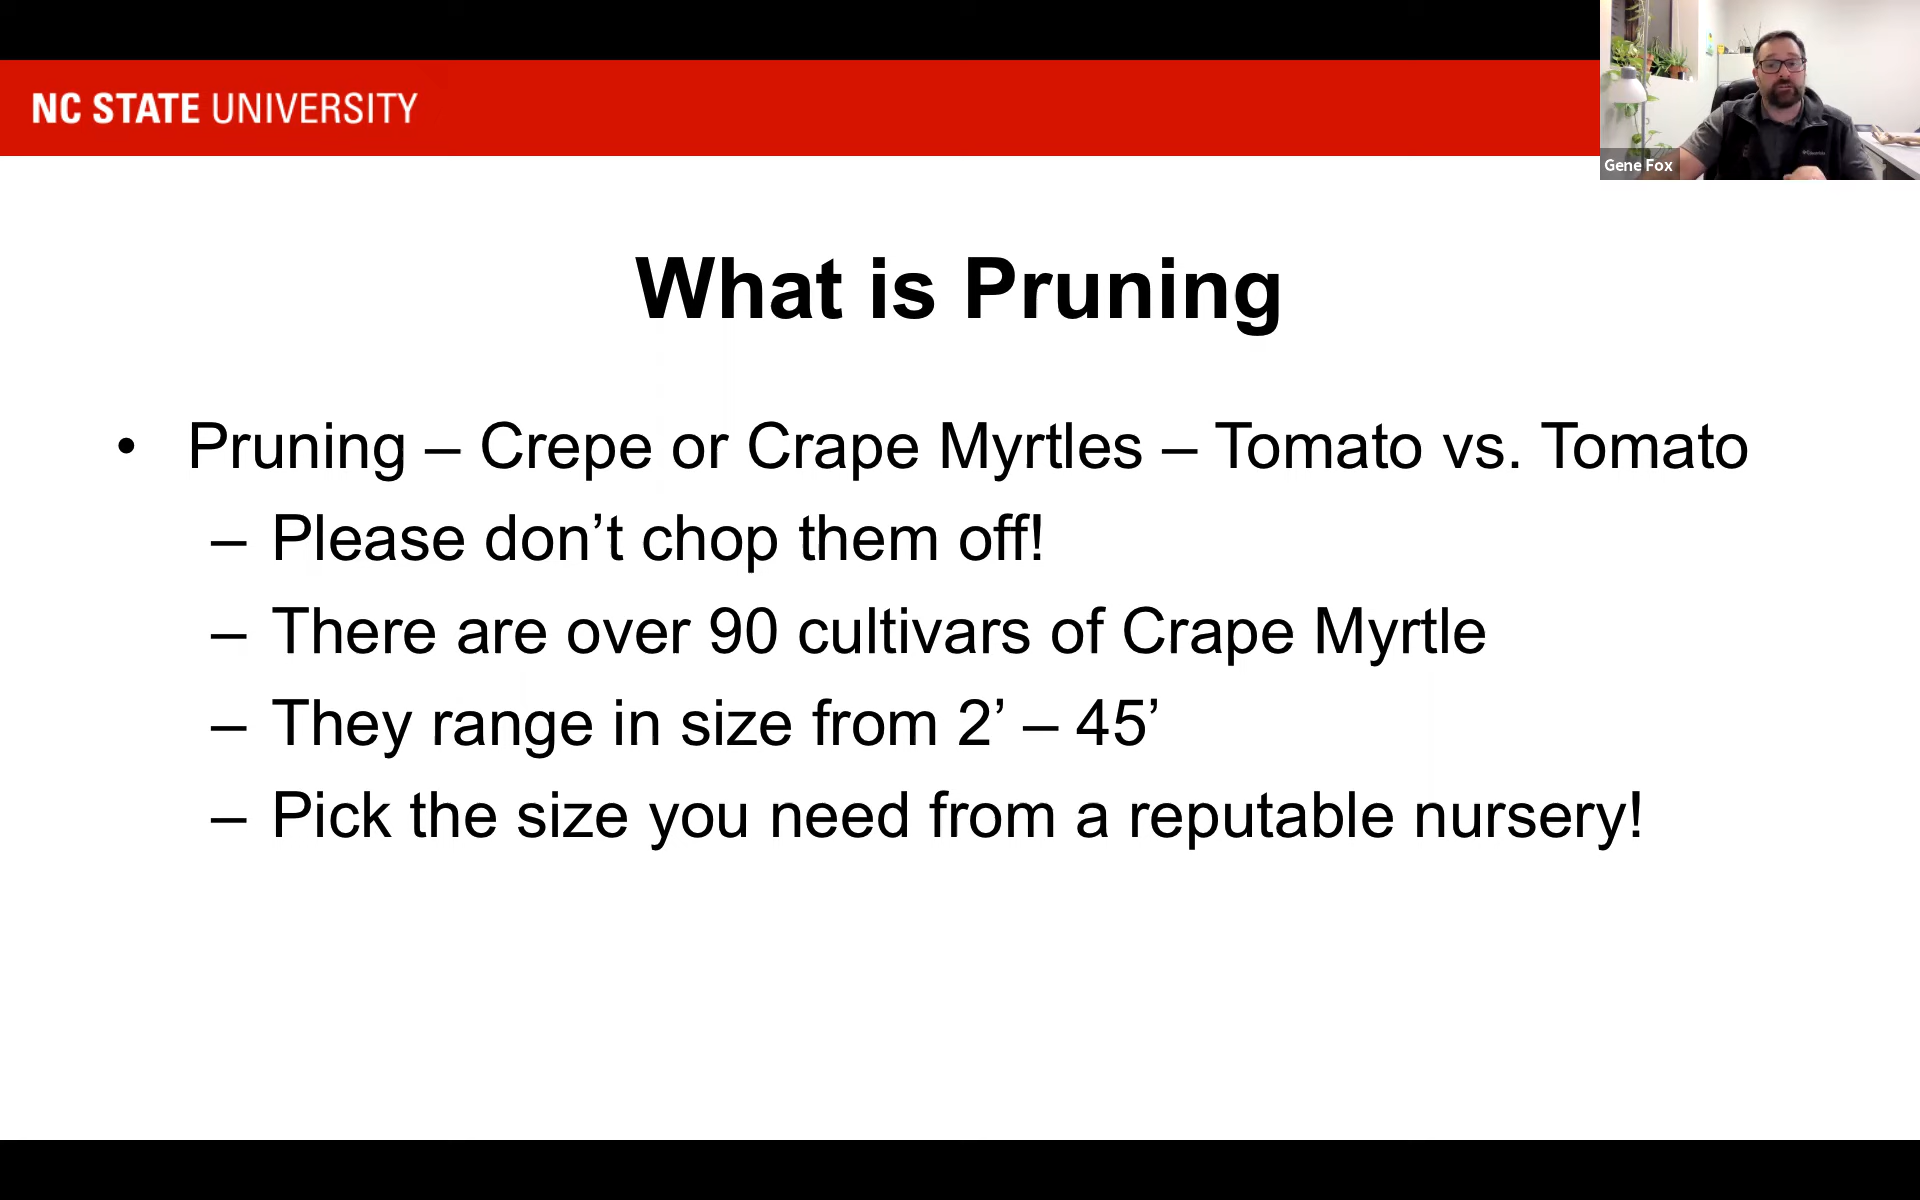 NC STATE UNIVERSITY
Gene Fox
What is Pruning
• Pruning – Crepe or Crape Myrtles – Tomato vs. Tomato
– Please don’t chop them off!
– There are over 90 cultivars of Crape Myrtle
– They range in size from 2’ – 45’
– Pick the size you need from a reputable nursery!